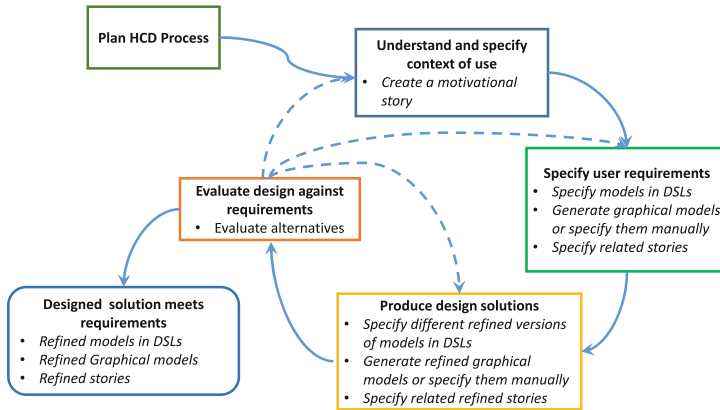 Plan HCD Process
Understand and specify
context of use
• Create a motivational
story
Specify user requirements
• Specify models in DSLs
• Generate graphical models
or specify them manually
• Specify related stories
Evaluate design against
requirements
• Evaluate alternatives
Designed solution meets
requirements
• Refined models in DSLs
• Refined Graphical models
• Refined stories
Produce design solutions
• Specify different refined versions
of models in DSLs
• Generate refined graphical
models or specify them manually
• Specify related refined stories